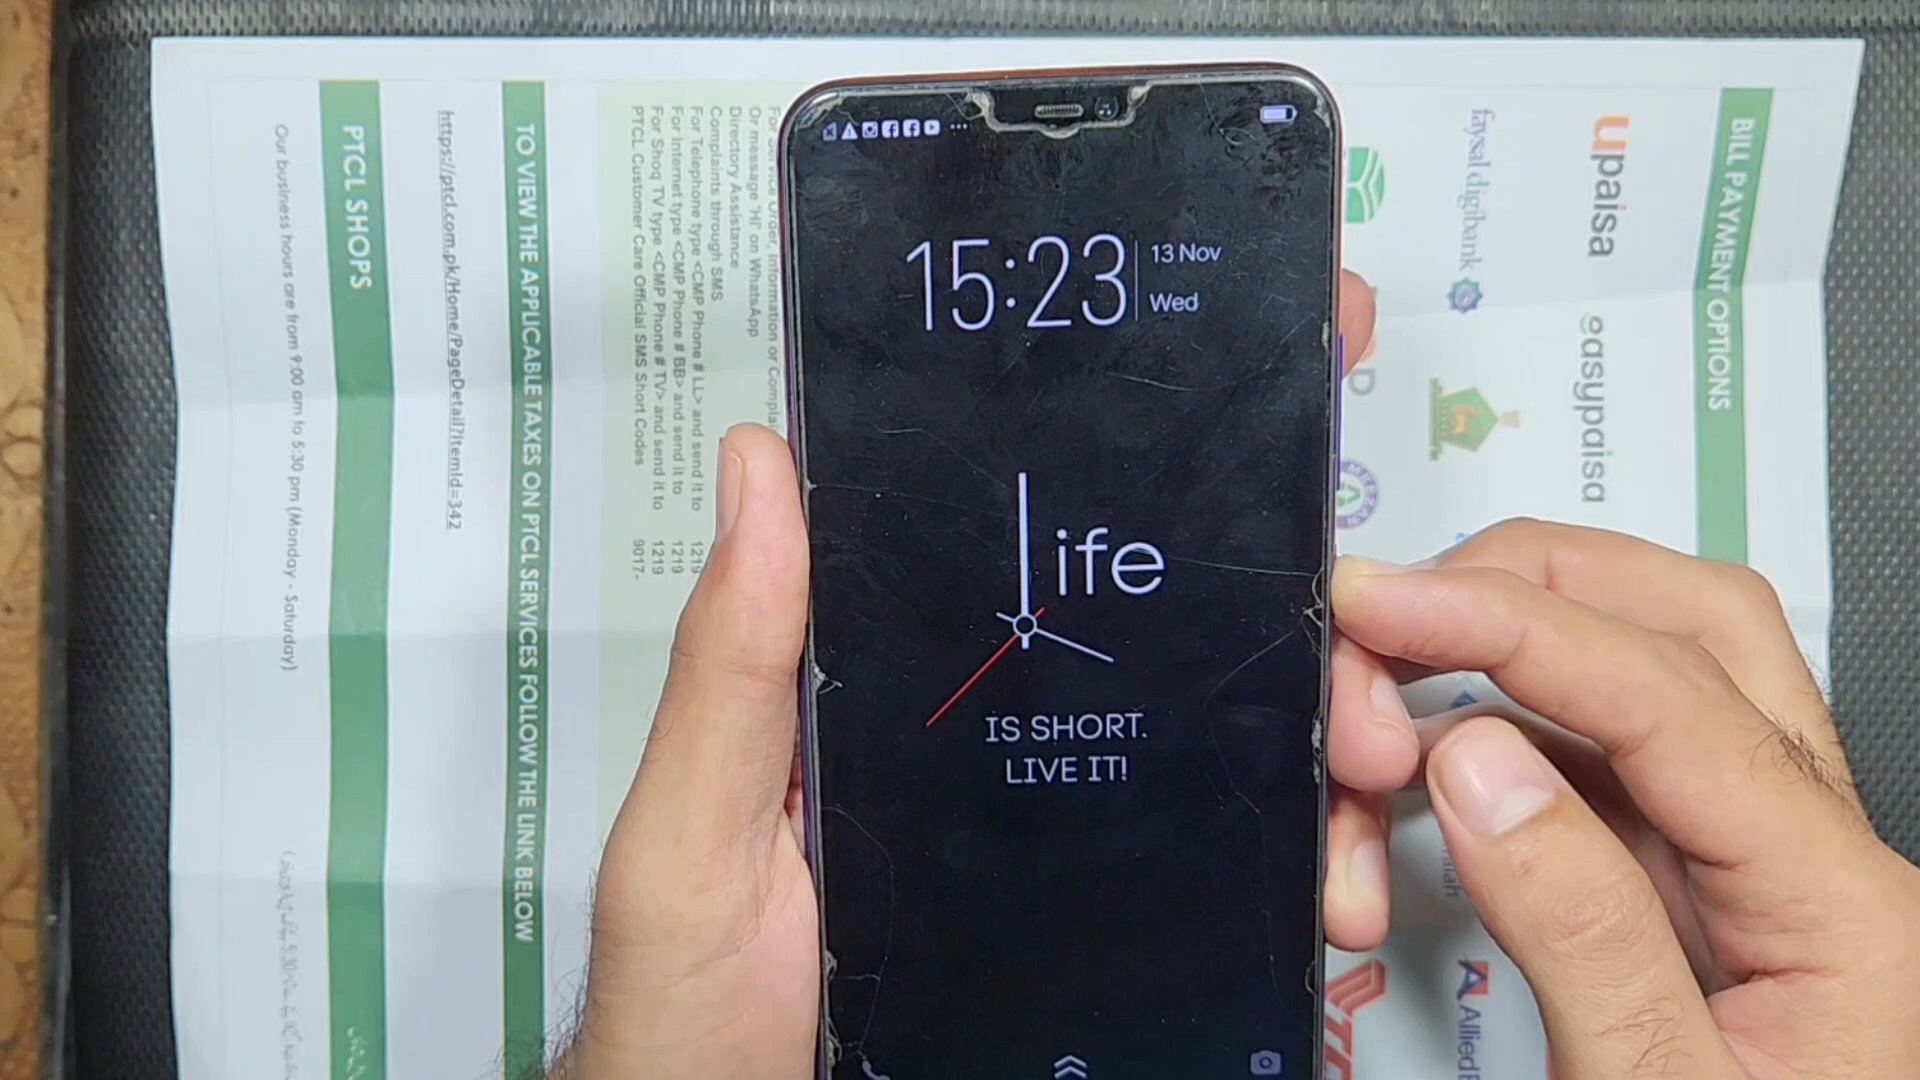 15:23
13 Nov
Wed
ife
IS SHORT.
LIVE IT!
BILL PAYMENT OPTIONS
upaisa
easypaisa
faysal digibank
MEEZAN
Allied
Or message 'Hi' on WhatsApp
Directory Assistance
Complaints through SMS
For Telephone type <CMP Phone # LL> and send it to 1219
For Internet type <CMP Phone # BB> and send it to 1219
For Shoq TV type <CMP Phone # TV> and send it to 1219
PTCL Customer Care Official SMS Short Codes 9017-
TO VIEW THE APPLICABLE TAXES ON PTCL SERVICES FOLLOW THE LINK BELOW
https://ptcl.com.pk/Home/PageDetail?ItemId=342
PTCL SHOPS
Our business hours are from 9:00 am to 5:30 pm (Monday - Saturday)